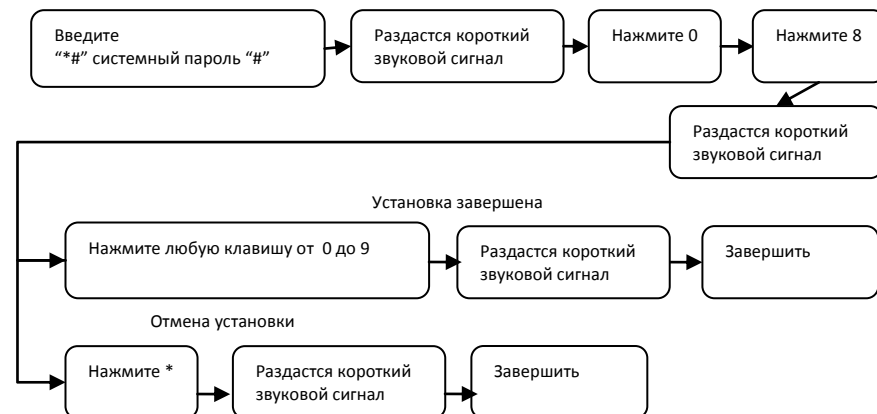 Введите
“*#” системный пароль “#”
Раздастся короткий
звуковой сигнал
Нажмите 0
Нажмите 8
Раздастся короткий
звуковой сигнал
Установка завершена
Нажмите любую клавишу от 0 до 9
Раздастся короткий
звуковой сигнал
Завершить
Отмена установки
Нажмите *
Раздастся короткий
звуковой сигнал
Завершить